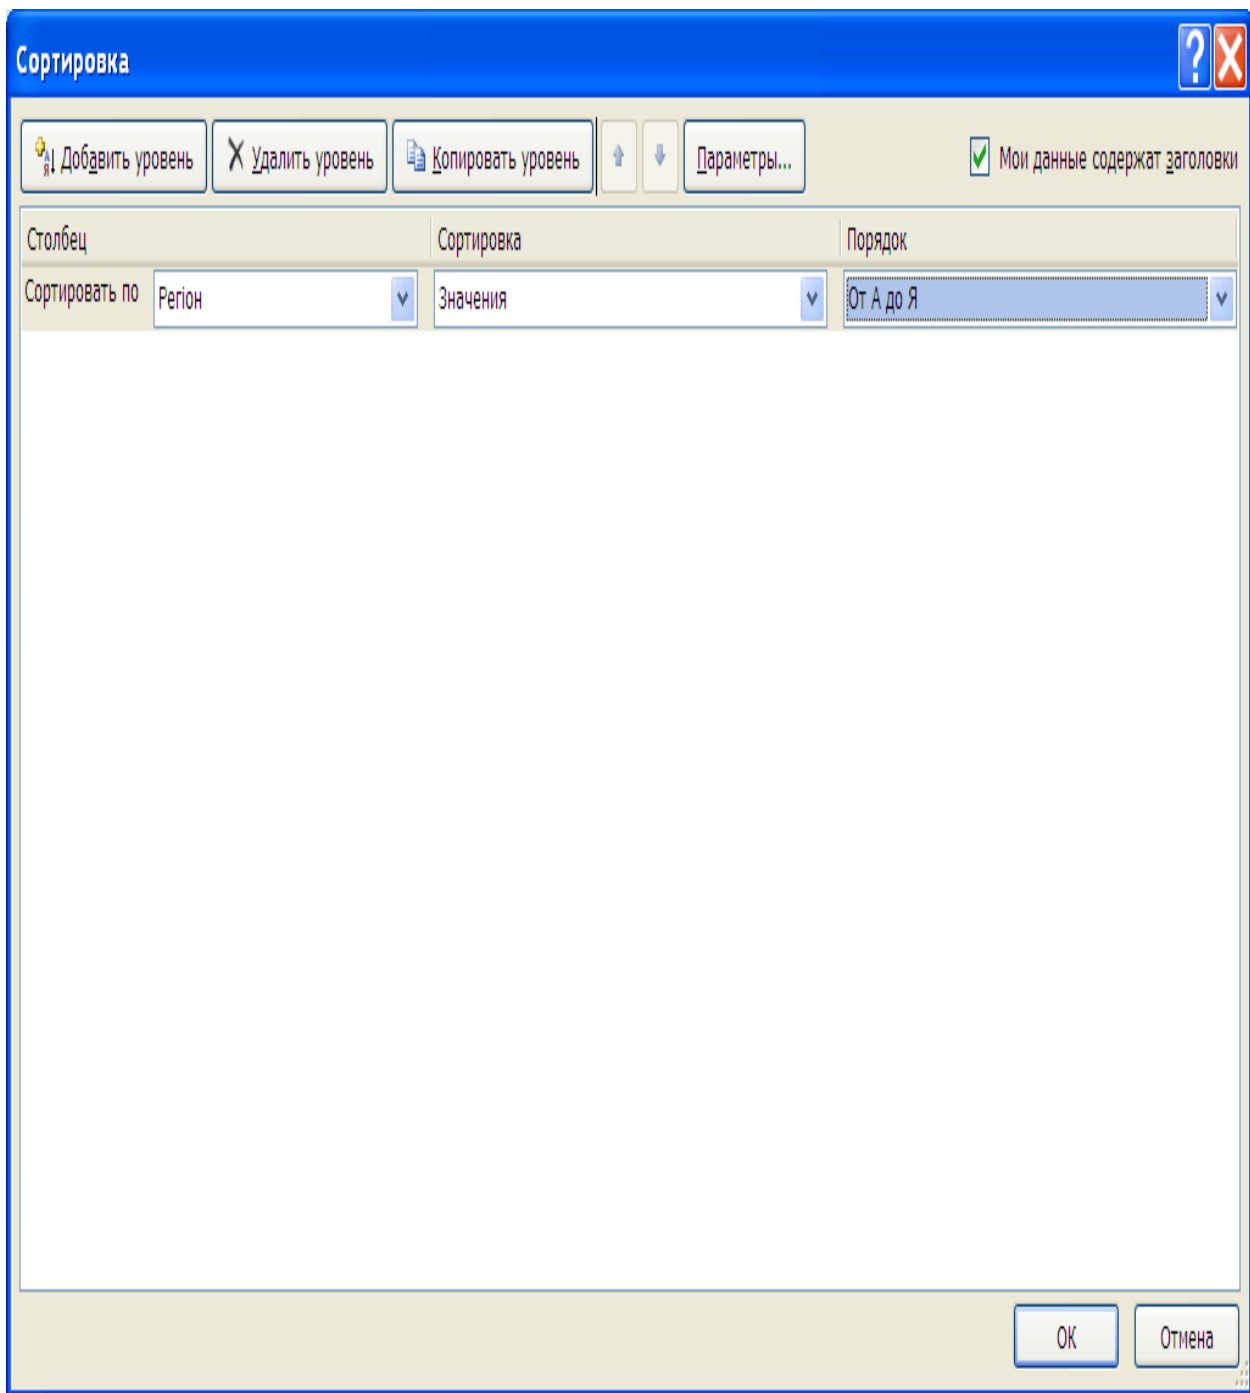 Сортировка
Добавить уровень Удалить уровень Копировать уровень Параметры... Мои данные содержат заголовки
Столбец Сортировка Порядок
Сортировать по Регіон Значения От А до Я
ОК Отмена